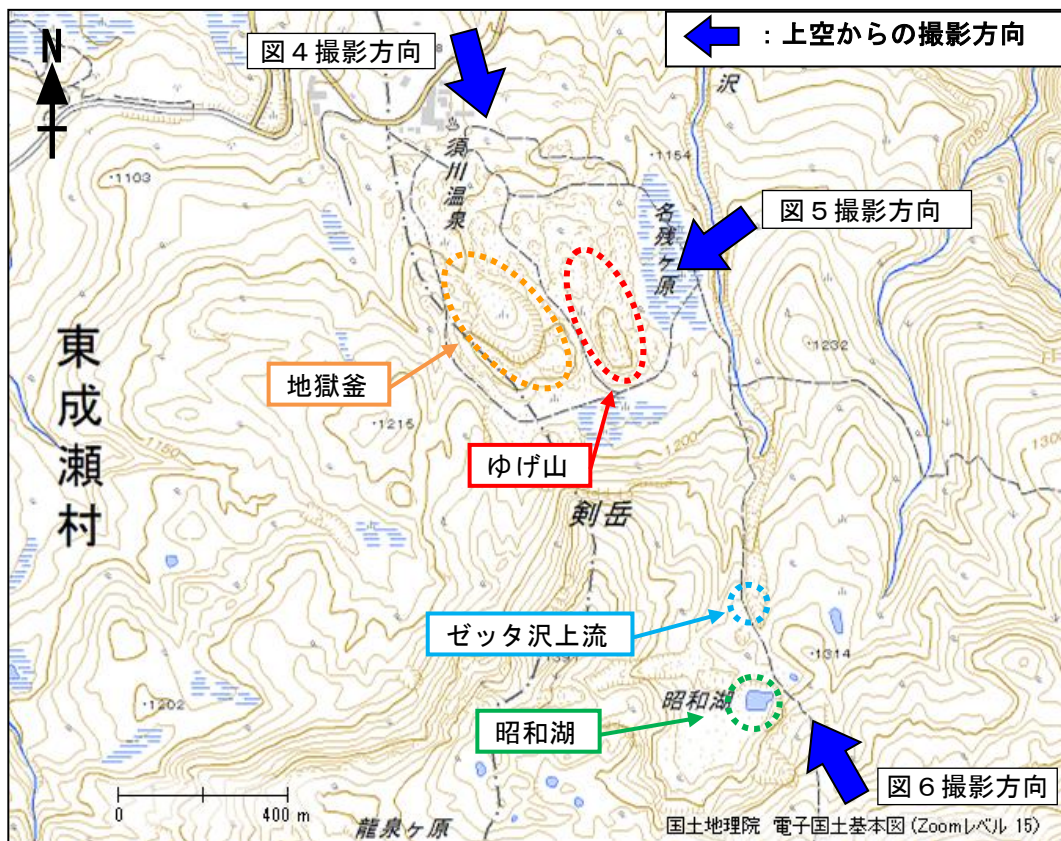 N
図4撮影方向
：上空からの撮影方向
沢
・1154
1050
・1103
須川温泉
名残ヶ原
図5撮影方向
東成瀬村
地獄釜
・1232
・1215
1200
1300
ゆげ山
剣岳
ゼッタ沢上流
・1314
・1202
昭和湖
昭和湖
図6撮影方向
0
400 m
龍泉ヶ原
国土地理院 電子国土基本図(Zoomレベル 15)